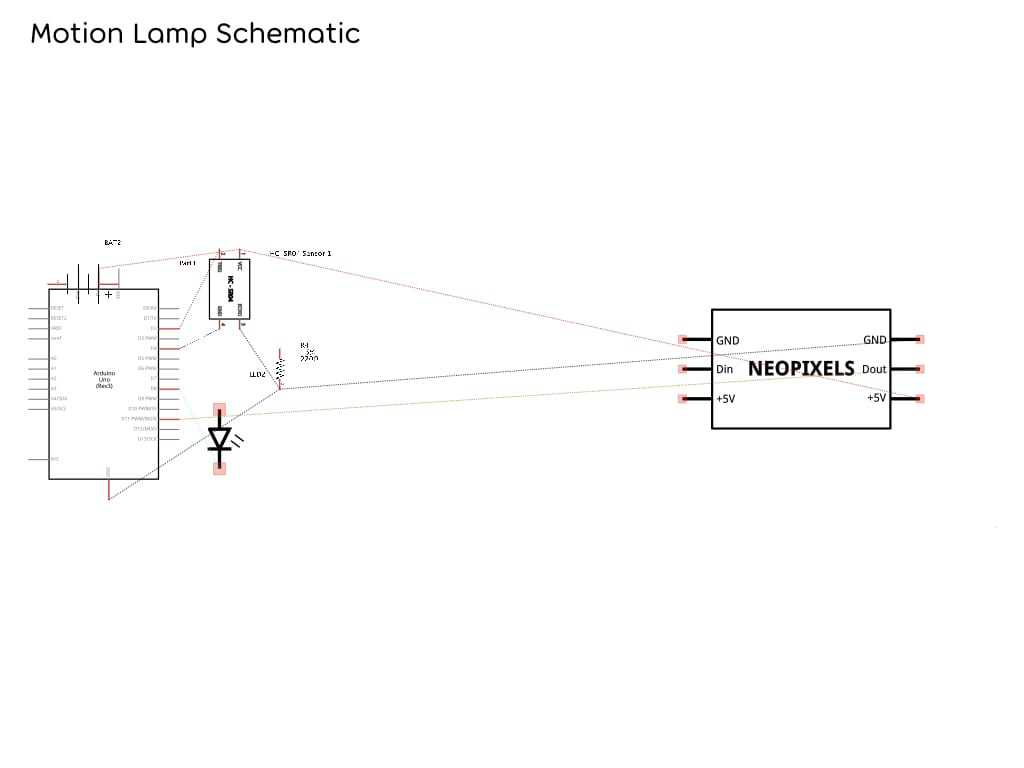 Motion Lamp Schematic
BAT2
Part1
HC-SR04 Sensor 1
TRIG
VCC
HC-SR04
GND
ECHO
RESET
RESET2
AREF
ioref
A0
A1
A2
A3
A4/SDA
A5/SCL
N/C
D0/RX
D1/TX
D2
D3 PWM
D4
D5 PWM
D6 PWM
D7
D8
D9 PWM
D10 PWM/SS
D11 PWM/MOSI
D12/MISO
D13/SCK
Arduino
Uno
(Rev3)
GND
LED2
220Ω
GND
Din
+5V
NEOPIXELS
GND
Dout
+5V